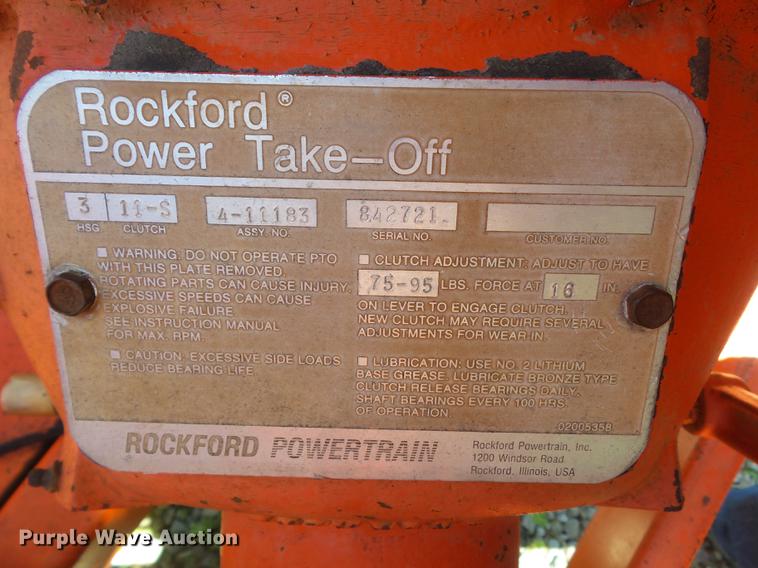 Rockford®
Power Take-Off
3 11-S 4-11183 842721
HSG CLUTCH ASSY. NO. SERIAL NO. CUSTOMER NO.
■ WARNING: DO NOT OPERATE PTO
WITH THIS PLATE REMOVED.
ROTATING PARTS CAN CAUSE INJURY.
EXCESSIVE SPEEDS CAN CAUSE
EXPLOSIVE FAILURE.
SEE INSTRUCTION MANUAL
FOR MAX. RPM.
■ CAUTION: EXCESSIVE SIDE LOADS
REDUCE BEARING LIFE.
■ CLUTCH ADJUSTMENT: ADJUST TO HAVE
75-95 LBS. FORCE AT 16 IN.
ON LEVER TO ENGAGE CLUTCH.
NEW CLUTCH MAY REQUIRE SEVERAL
ADJUSTMENTS FOR WEAR IN.
■ LUBRICATION: USE NO. 2 LITHIUM
BASE GREASE. LUBRICATE BRONZE TYPE
CLUTCH RELEASE BEARINGS DAILY.
SHAFT BEARINGS EVERY 100 HRS.
OF OPERATION.
0200535B
ROCKFORD POWERTRAIN
Rockford Powertrain, Inc.
1200 Windsor Road
Rockford, Illinois, USA
Purple Wave Auction